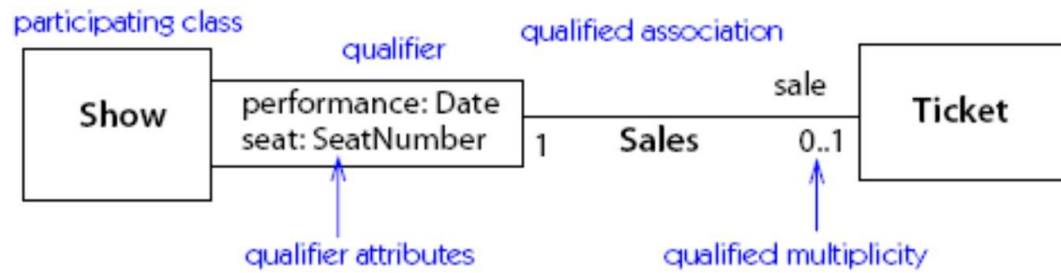 participating class
qualifier
qualified association
Show
performance: Date
seat: SeatNumber
1
Sales
sale
0..1
Ticket
qualifier attributes
qualified multiplicity